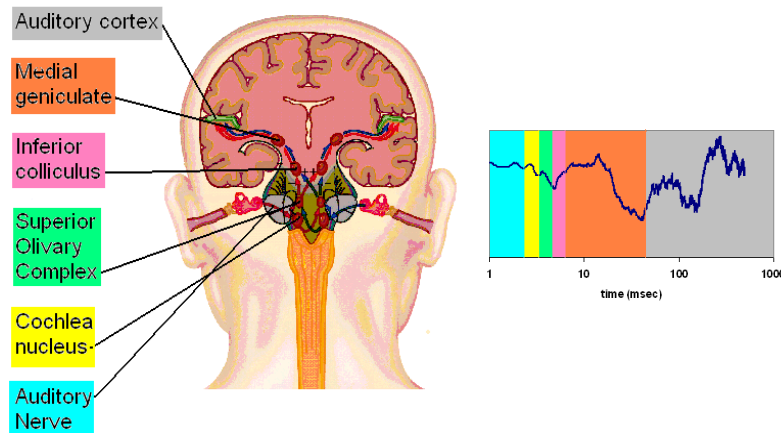 Auditory cortex
Medial
geniculate
Inferior
colliculus
Superior
Olivary
Complex
Cochlea
nucleus
Auditory
Nerve
1 10 100 1000
time (msec)